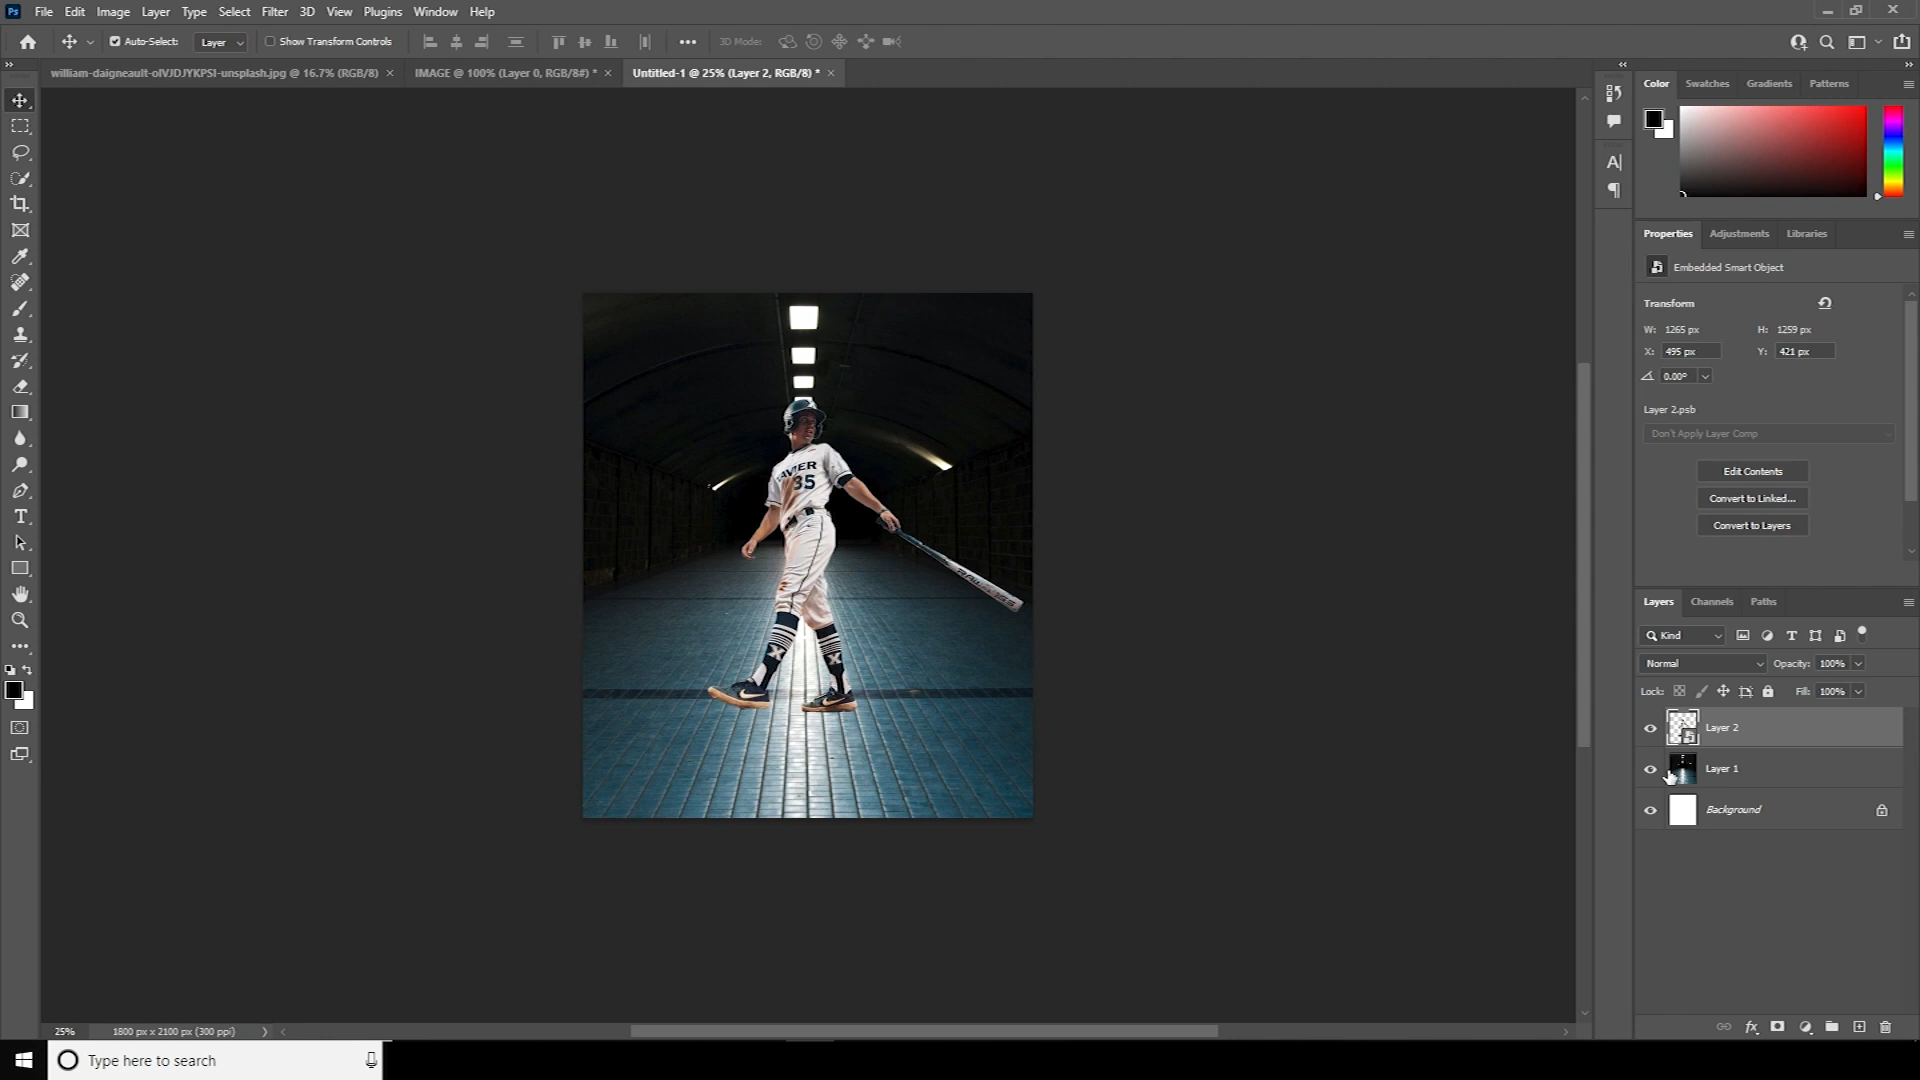 Ps File Edit Image Layer Type Select Filter 3D View Plugins Window Help
Auto-Select: Layer Show Transform Controls 3D Mode:
william-daigneault-oIVJDJYKPSI-unsplash.jpg @ 16.7% (RGB/8) × IMAGE @ 100% (Layer 0, RGB/8#) * × Untitled-1 @ 25% (Layer 2, RGB/8) * ×
Color Swatches Gradients Patterns
Properties Adjustments Libraries
Embedded Smart Object
Transform
W: 1265 px H: 1259 px
X: 495 px Y: 421 px
0.00°
Layer 2.psb
Don't Apply Layer Comp
Edit Contents
Convert to Linked...
Convert to Layers
AVIER
35
RAWLINGS
X X
Layers Channels Paths
Kind
Normal Opacity: 100%
Lock: Fill: 100%
Layer 2
Layer 1
Background
25% 1800 px x 2100 px (300 ppi)
Type here to search